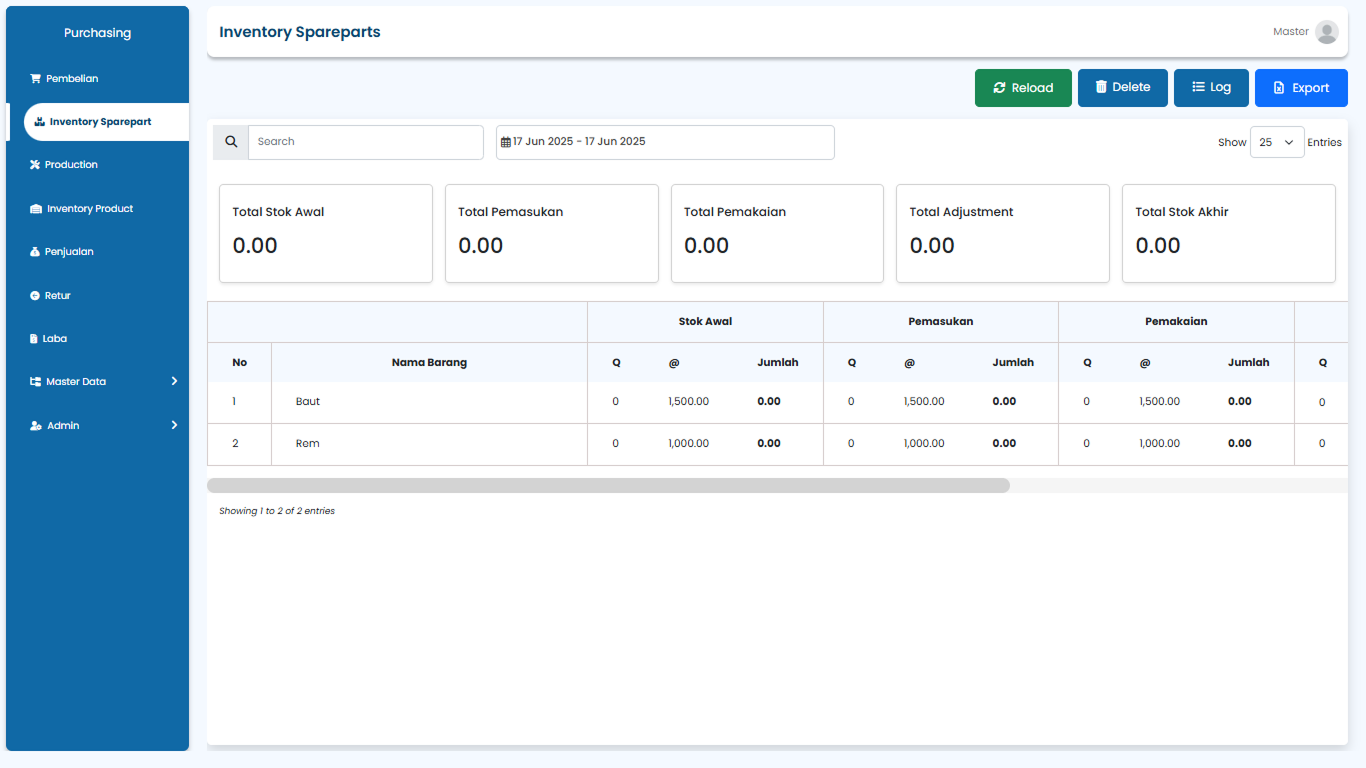 Purchasing
Pembelian
Inventory Sparepart
Production
Inventory Product
Penjualan
Retur
Laba
Master Data
Admin
Inventory Spareparts
Master
Reload
Delete
Log
Export
Search
17 Jun 2025 - 17 Jun 2025
Show 25 Entries
Total Stok Awal
0.00
Total Pemasukan
0.00
Total Pemakaian
0.00
Total Adjustment
0.00
Total Stok Akhir
0.00
Stok Awal Pemasukan Pemakaian
No Nama Barang Q @ Jumlah Q @ Jumlah Q @ Jumlah Q
1 Baut 0 1,500.00 0.00 0 1,500.00 0.00 0 1,500.00 0.00 0
2 Rem 0 1,000.00 0.00 0 1,000.00 0.00 0 1,000.00 0.00 0
Showing 1 to 2 of 2 entries